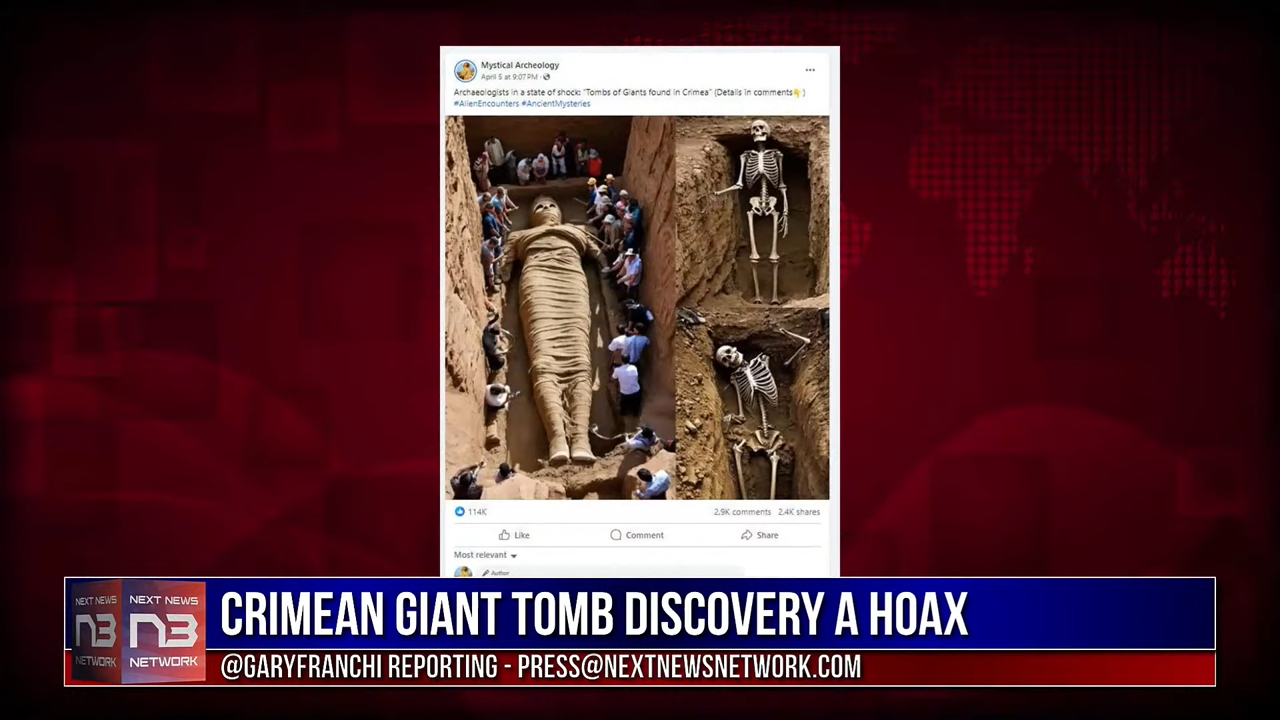 Mystical Archeology
April 5 at 9:07 PM
Archaeologists in a state of shock: "Tombs of Giants found in Crimea" (Details in comments👇)
#AlienEncounters #AncientMysteries
114K
2.9K comments 2.4K shares
Like Comment Share
Most relevant
Author
NEXT NEWS
NETWORK
NEXT NEWS
NETWORK
CRIMEAN GIANT TOMB DISCOVERY A HOAX
@GARYFRANCHI REPORTING - PRESS@NEXTNEWSNETWORK.COM